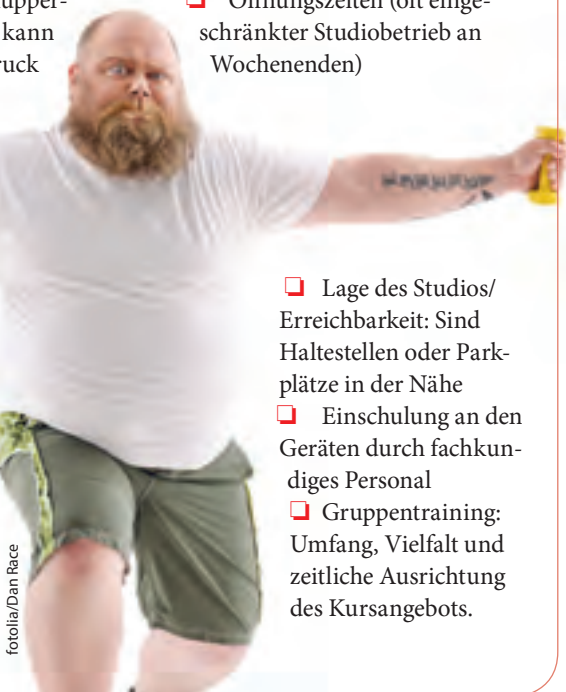 kann
ruck
❏ Öffnungszeiten (oft einge-
schränkter Studiobetrieb an
Wochenenden)
❏ Lage des Studios/
Erreichbarkeit: Sind
Haltestellen oder Park-
plätze in der Nähe
❏ Einschulung an den
Geräten durch fachkun-
diges Personal
❏ Gruppentraining:
Umfang, Vielfalt und
zeitliche Ausrichtung
des Kursangebots.
fotolia/Dan Race